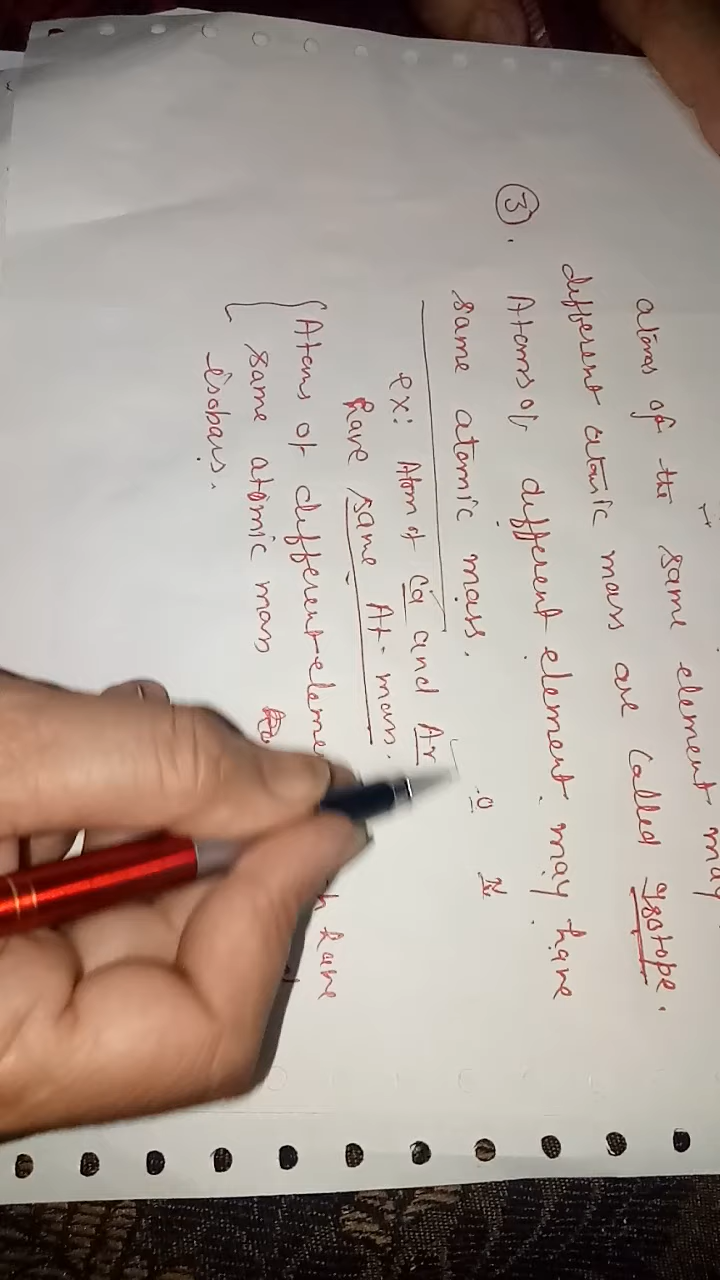 element may
atoms of the same
different atomic mass are called Isotope.
③. Atoms of different element may have
same atomic mass.
O N
ex: Atom of Ca and Ar
have same At. mass.
{ Atoms of different h have
same atomic mass
isobars.